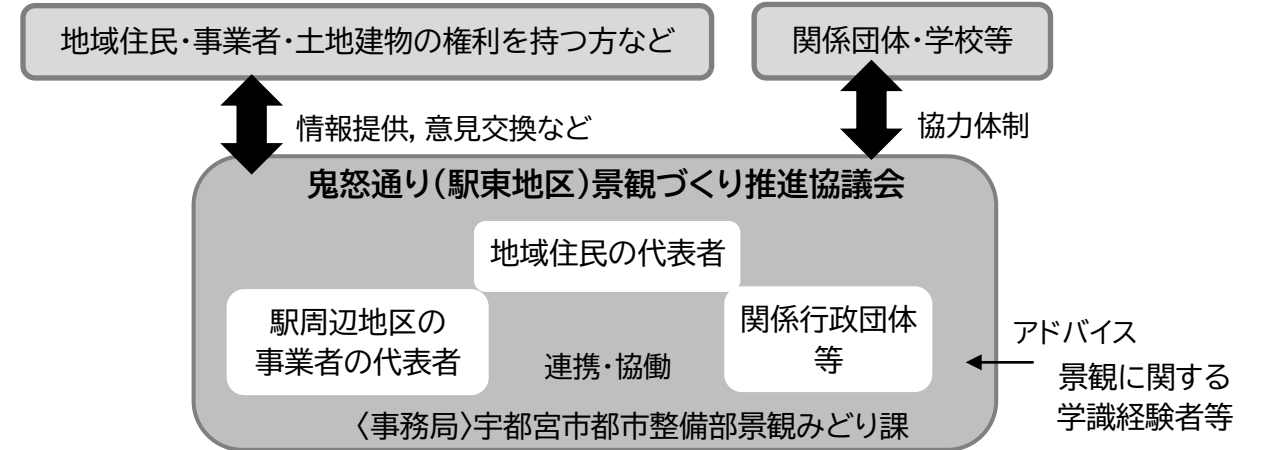 地域住民・事業者・土地建物の権利を持つ方など
関係団体・学校等
情報提供，意見交換など
協力体制
鬼怒通り（駅東地区）景観づくり推進協議会
地域住民の代表者
駅周辺地区の
事業者の代表者
連携・協働
関係行政団体
等
〈事務局〉宇都宮市都市整備部景観みどり課
アドバイス
景観に関する
学識経験者等